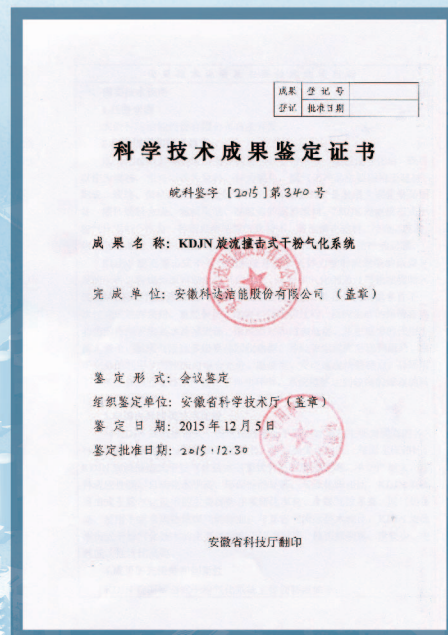 成果 登记号
登记 批准日期
科学技术成果鉴定证书
皖科鉴字 [2015] 第340号
成果名称: KDJN 旋流撞击式干粉气化系统
完成单位: 安徽科达洁能股份有限公司 (盖章)
鉴定形式: 会议鉴定
组织鉴定单位: 安徽省科学技术厅 (盖章)
鉴定日期: 2015年12月5日
鉴定批准日期: 2015.12.30
安徽省科技厅翻印